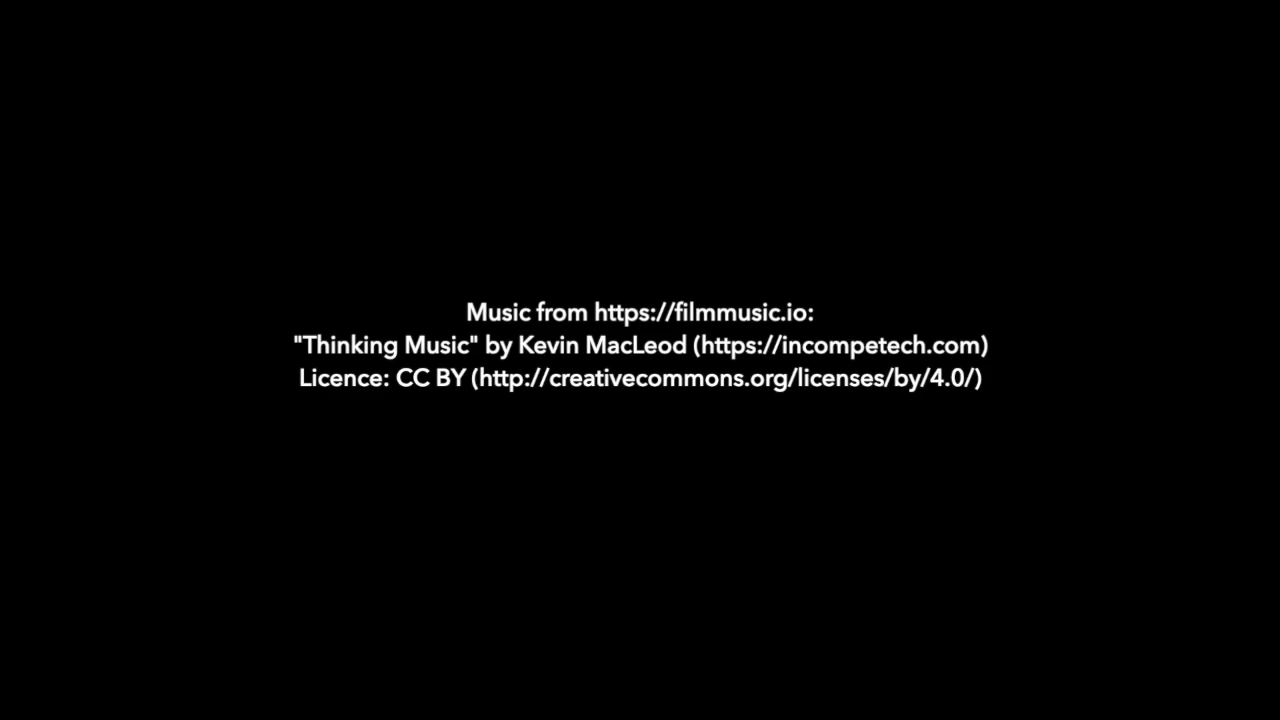 Music from https://filmmusic.io:
"Thinking Music" by Kevin MacLeod (https://incompetech.com)
Licence: CC BY (http://creativecommons.org/licenses/by/4.0/)